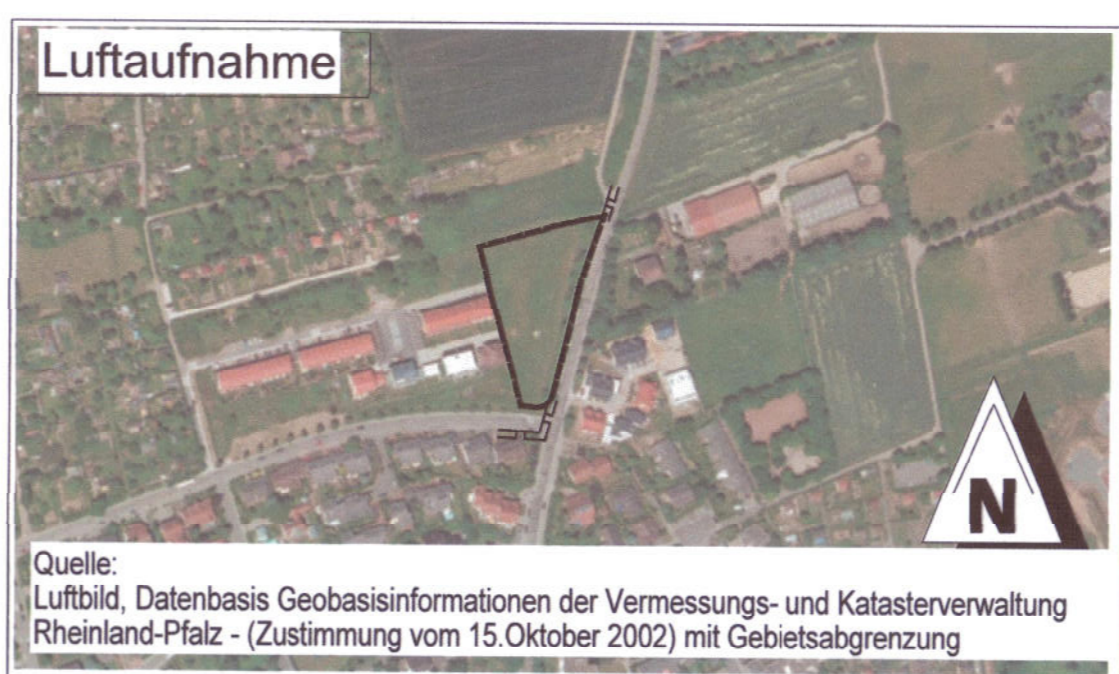 Luftaufnahme
N
Quelle:
Luftbild, Datenbasis Geobasisinformationen der Vermessungs- und Katasterverwaltung
Rheinland-Pfalz - (Zustimmung vom 15.Oktober 2002) mit Gebietsabgrenzung